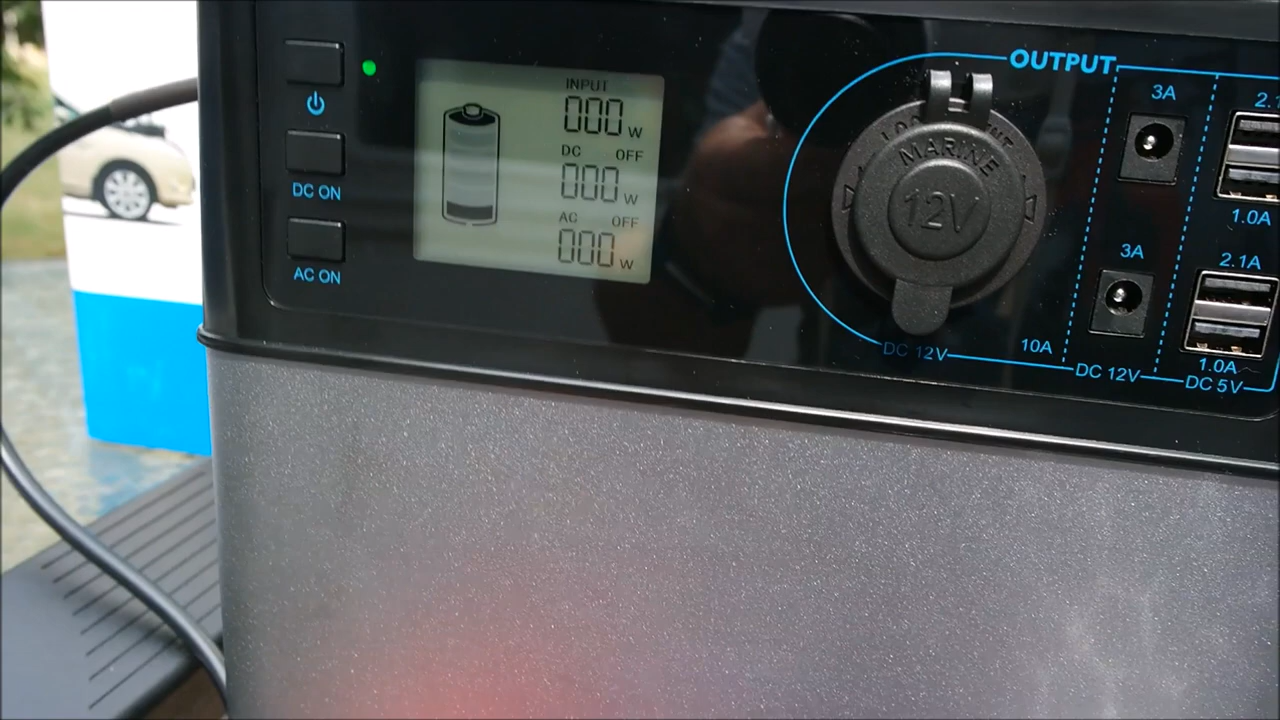 DC ON
AC ON
INPUT
000 W
DC OFF
000 W
AC OFF
000 W
OUTPUT
MARINE
12V
DC 12V
10A
3A
3A
DC 12V
1.0A
2.1A
1.0A
DC 5V